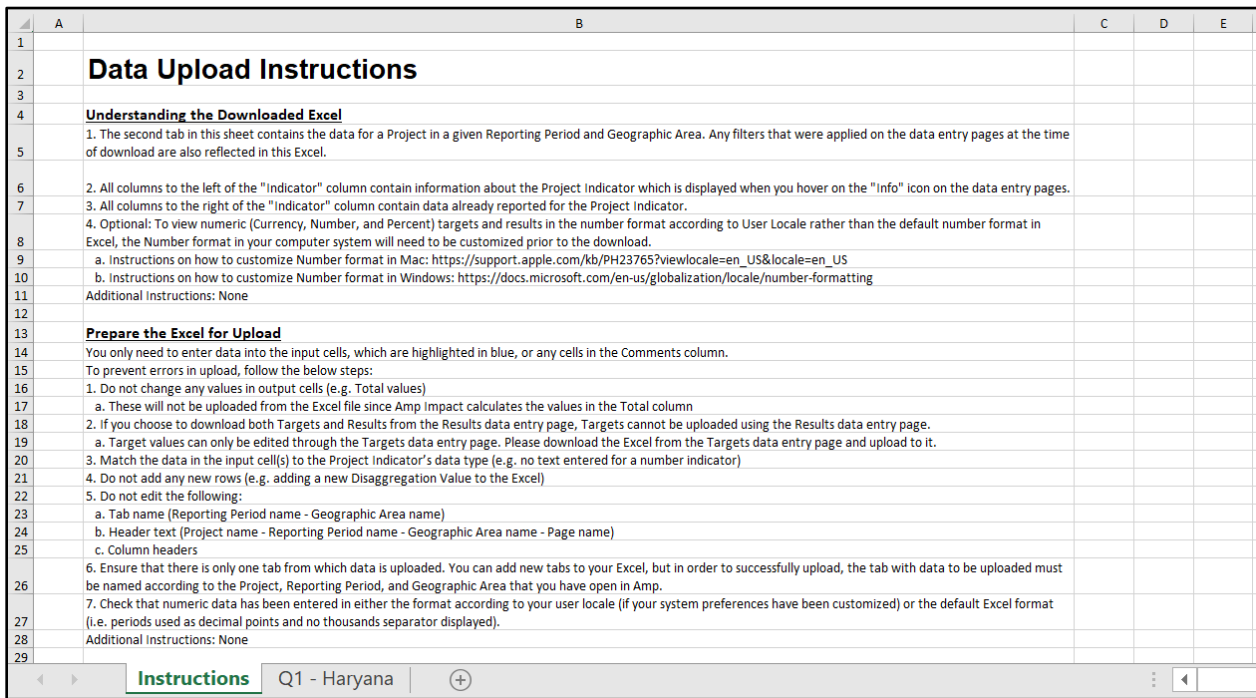 A B C D E
1
2 Data Upload Instructions
3
4 Understanding the Downloaded Excel
1. The second tab in this sheet contains the data for a Project in a given Reporting Period and Geographic Area. Any filters that were applied on the data entry pages at the time
5 of download are also reflected in this Excel.
6 2. All columns to the left of the "Indicator" column contain information about the Project Indicator which is displayed when you hover on the "Info" icon on the data entry pages.
7 3. All columns to the right of the "Indicator" column contain data already reported for the Project Indicator.
4. Optional: To view numeric (Currency, Number, and Percent) targets and results in the number format according to User Locale rather than the default number format in
8 Excel, the Number format in your computer system will need to be customized prior to the download.
9 a. Instructions on how to customize Number format in Mac: https://support.apple.com/kb/PH23765?viewlocale=en_US&locale=en_US
10 b. Instructions on how to customize Number format in Windows: https://docs.microsoft.com/en-us/globalization/locale/number-formatting
11 Additional Instructions: None
12
13 Prepare the Excel for Upload
14 You only need to enter data into the input cells, which are highlighted in blue, or any cells in the Comments column.
15 To prevent errors in upload, follow the below steps:
16 1. Do not change any values in output cells (e.g. Total values)
17 a. These will not be uploaded from the Excel file since Amp Impact calculates the values in the Total column
18 2. If you choose to download both Targets and Results from the Results data entry page, Targets cannot be uploaded using the Results data entry page.
19 a. Target values can only be edited through the Targets data entry page. Please download the Excel from the Targets data entry page and upload to it.
20 3. Match the data in the input cell(s) to the Project Indicator's data type (e.g. no text entered for a number indicator)
21 4. Do not add any new rows (e.g. adding a new Disaggregation Value to the Excel)
22 5. Do not edit the following:
23 a. Tab name (Reporting Period name - Geographic Area name)
24 b. Header text (Project name - Reporting Period name - Geographic Area name - Page name)
25 c. Column headers
6. Ensure that there is only one tab from which data is uploaded. You can add new tabs to your Excel, but in order to successfully upload, the tab with data to be uploaded must
26 be named according to the Project, Reporting Period, and Geographic Area that you have open in Amp.
7. Check that numeric data has been entered in either the format according to your user locale (if your system preferences have been customized) or the default Excel format
27 (i.e. periods used as decimal points and no thousands separator displayed).
28 Additional Instructions: None
29
Instructions Q1 - Haryana